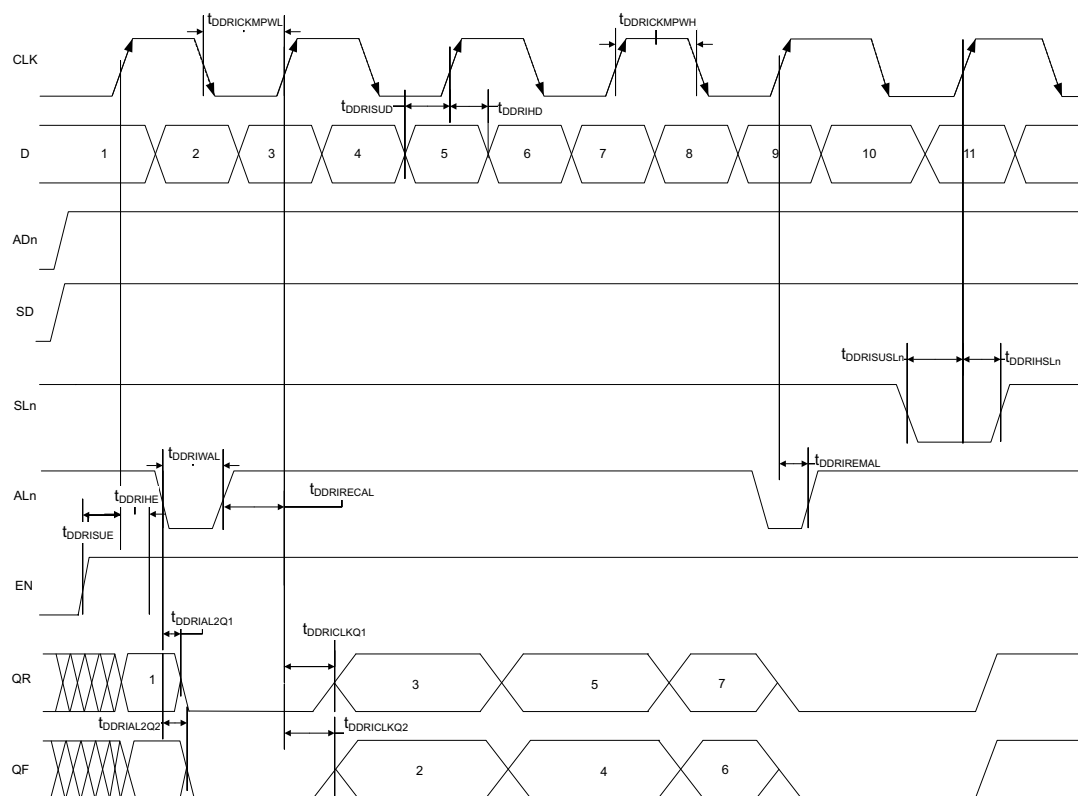 tDDRICKMPWL
tDDRICKMPWH
CLK
tDDRISUD
tDDRIHD
D 1 2 3 4 5 6 7 8 9 10 11
ADn
SD
tDDRISUSLn
tDDRIHSLn
SLn
tDDRIWAL
tDDRIREMAL
ALn
tDDRIHE
tDDRIRECAL
tDDRISUE
EN
tDDRIAL2Q1
tDDRICLKQ1
QR 1 3 5 7
tDDRIAL2Q2
tDDRICLKQ2
QF 2 4 6